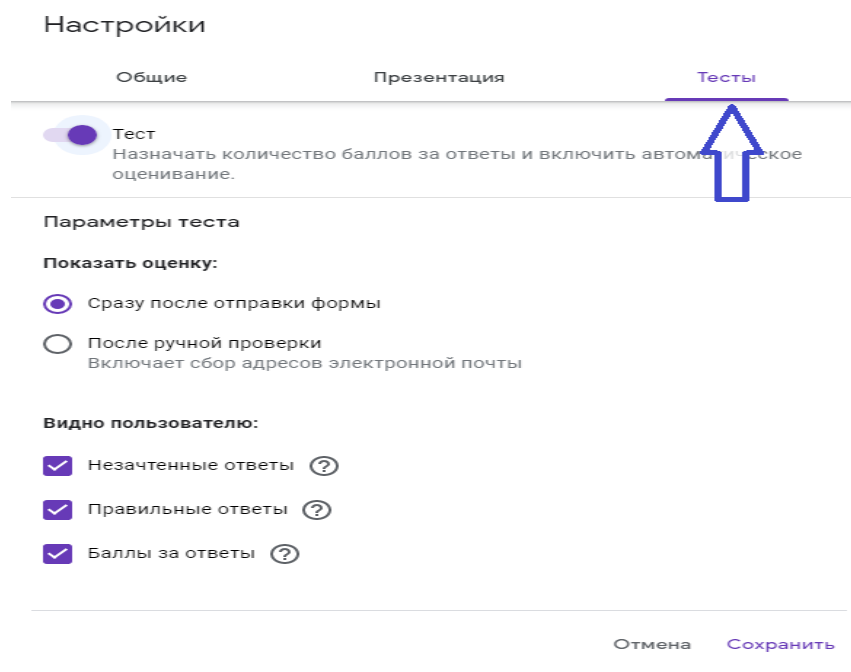 Настройки
Общие Презентация Тесты
Тест
Назначать количество баллов за ответы и включить автоматическое
оценивание.
Параметры теста
Показать оценку:
Сразу после отправки формы
После ручной проверки
Включает сбор адресов электронной почты
Видно пользователю:
Незачтенные ответы ?
Правильные ответы ?
Баллы за ответы ?
Отмена Сохранить